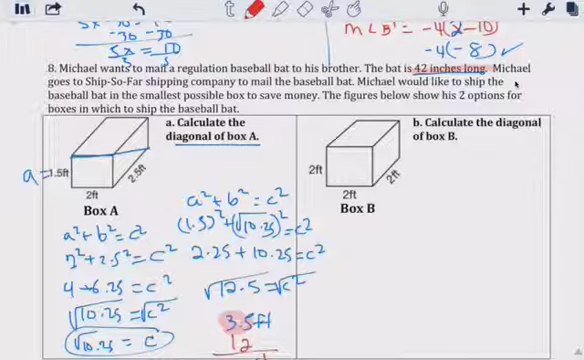 -30 -30
5x = 10
m∠B' = -4(2-10)
-4(-8) ✓
8. Michael wants to mail a regulation baseball bat to his brother. The bat is 42 inches long. Michael
goes to Ship-So-Far shipping company to mail the baseball bat. Michael would like to ship the
baseball bat in the smallest possible box to save money. The figures below show his 2 options for
boxes in which to ship the baseball bat.
a. Calculate the
diagonal of box A.
a=1.5ft
2.5ft
2ft
Box A
a²+b²=c²
2²+2.5²=c²
4+6.25=c²
√10.25=√c²
√10.25=c
a²+b²=c²
(1.5)²+(√10.25)²=c²
2.25+10.25=c²
√12.5=√c²
3.5ft
12
b. Calculate the diagonal
of box B.
2ft
2ft
2ft
Box B